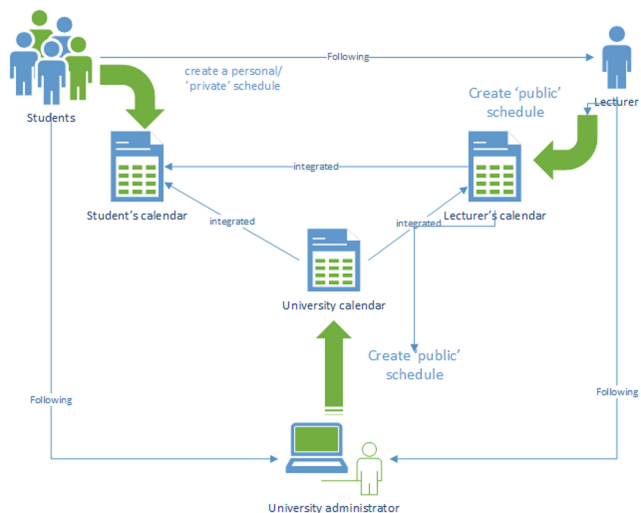 Following
create a personal/
'private' schedule
Students
Create 'public'
schedule
Lecturer
integrated
Student's calendar
Lecturer's calendar
integrated
integrated
University calendar
Create 'public'
schedule
Following
Following
University administrator